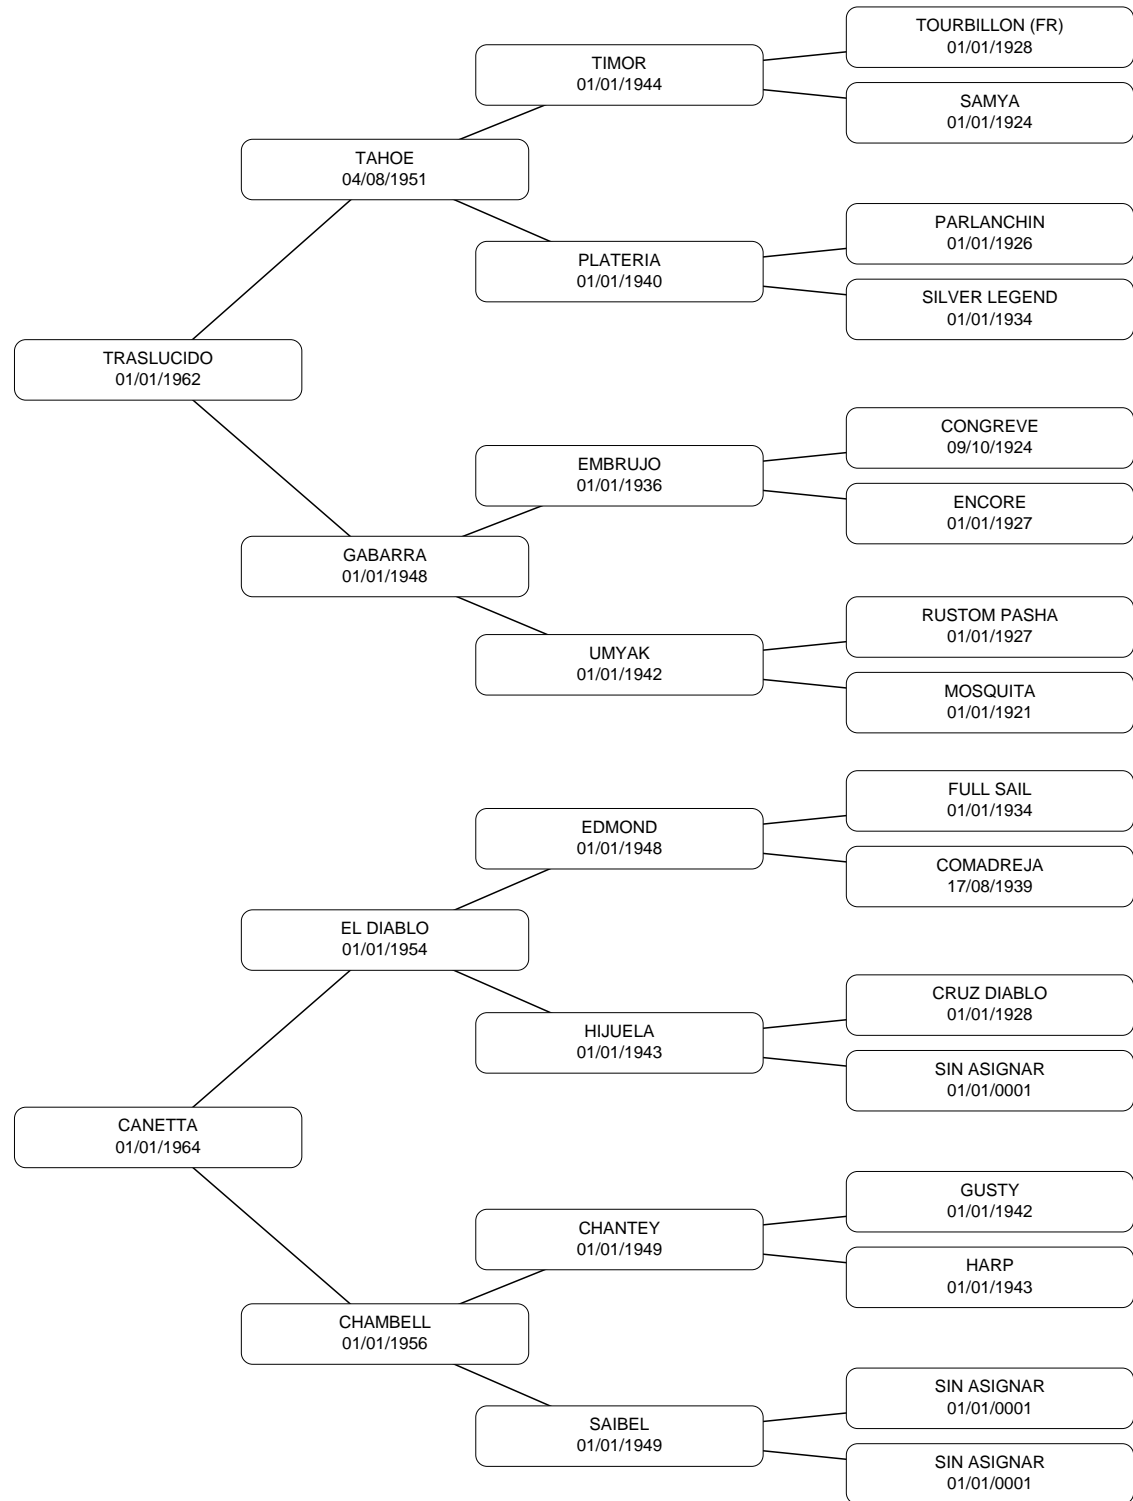 TOURBILLON (FR)
01/01/1928
TIMOR
01/01/1944
SAMYA
01/01/1924
TAHOE
04/08/1951
PARLANCHIN
01/01/1926
PLATERIA
01/01/1940
SILVER LEGEND
01/01/1934
TRASLUCIDO
01/01/1962
CONGREVE
09/10/1924
EMBRUJO
01/01/1936
ENCORE
01/01/1927
GABARRA
01/01/1948
RUSTOM PASHA
01/01/1927
UMYAK
01/01/1942
MOSQUITA
01/01/1921
FULL SAIL
01/01/1934
EDMOND
01/01/1948
COMADREJA
17/08/1939
EL DIABLO
01/01/1954
CRUZ DIABLO
01/01/1928
HIJUELA
01/01/1943
SIN ASIGNAR
01/01/0001
CANETTA
01/01/1964
GUSTY
01/01/1942
CHANTEY
01/01/1949
HARP
01/01/1943
CHAMBELL
01/01/1956
SIN ASIGNAR
01/01/0001
SAIBEL
01/01/1949
SIN ASIGNAR
01/01/0001